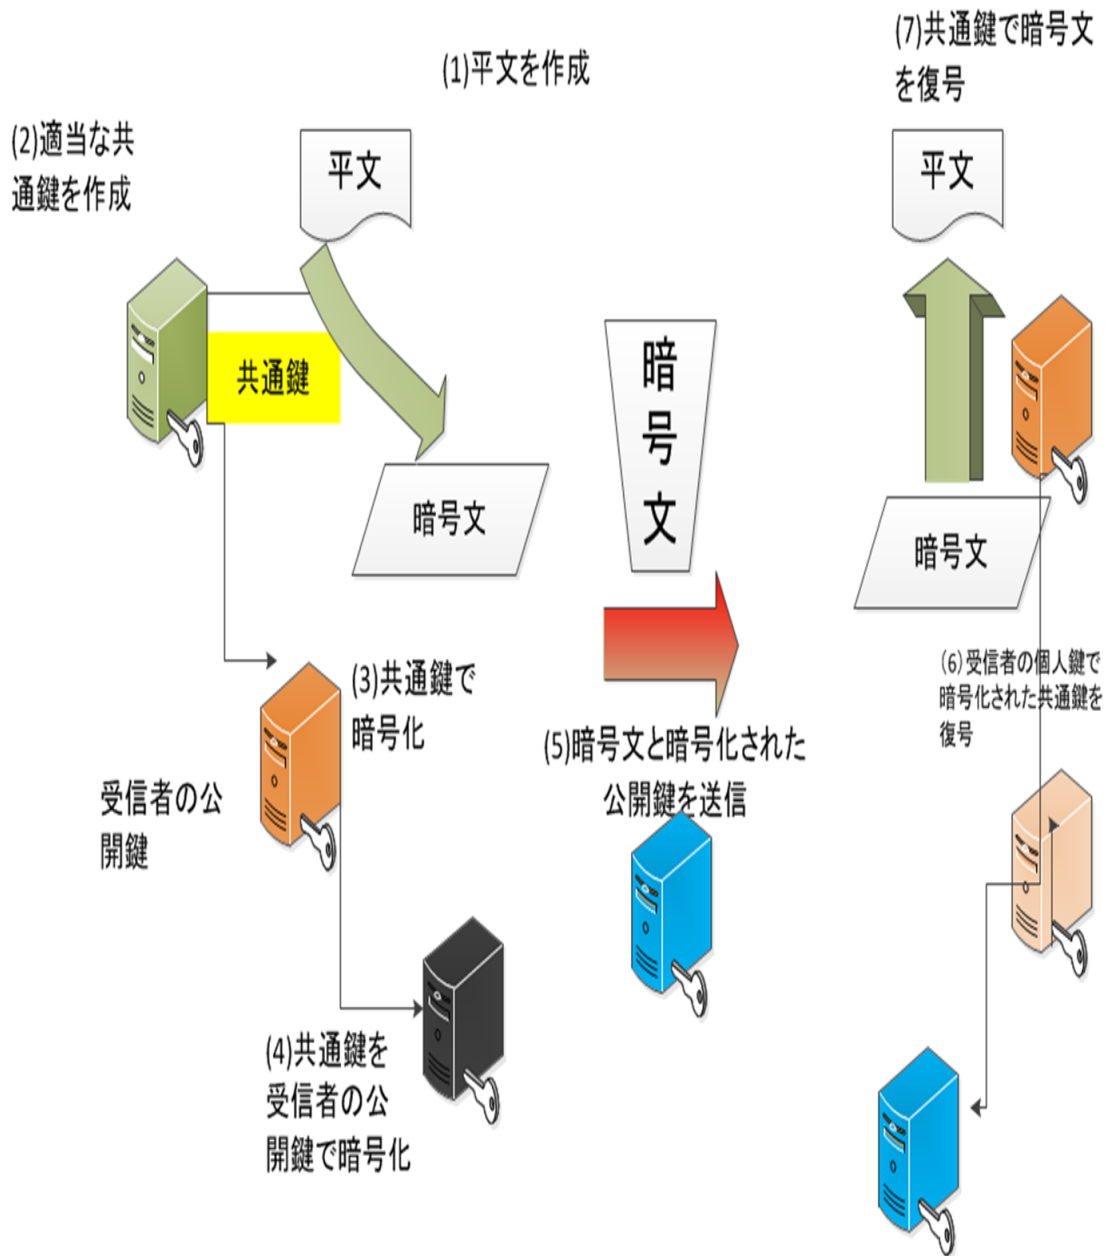 (1)平文を作成
(2)適当な共
通鍵を作成
平文
共通鍵
暗号文
(3)共通鍵で
暗号化
受信者の公
開鍵
(4)共通鍵を
受信者の公
開鍵で暗号化
暗
号
文
(5)暗号文と暗号化された
公開鍵を送信
(7)共通鍵で暗号文
を復号
平文
暗号文
(6)受信者の個人鍵で
暗号化された共通鍵を
復号